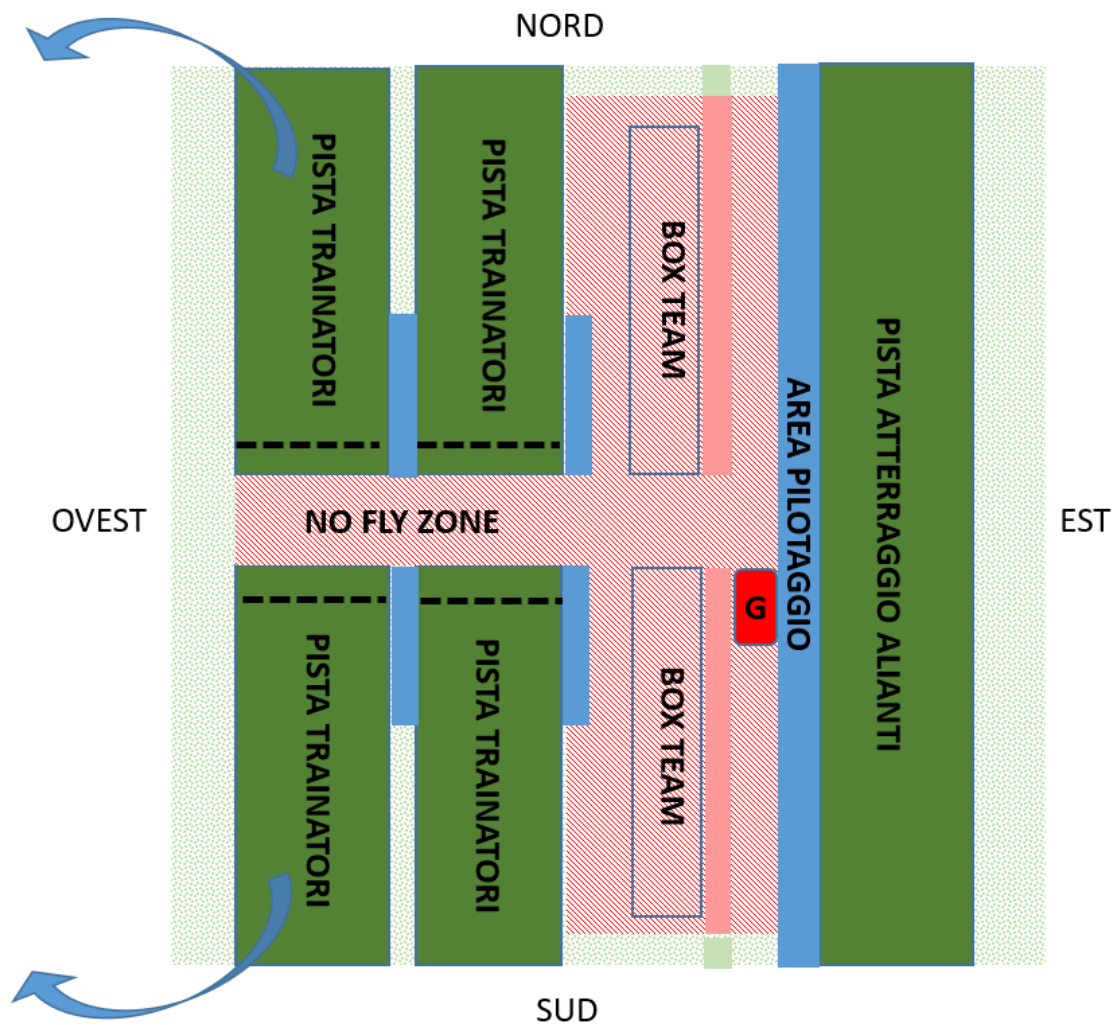 NORD
PISTA TRAINATORI
PISTA TRAINATORI
BOX TEAM
AREA PILOTAGGIO
PISTA ATTERRAGGIO ALIANTI
OVEST
NO FLY ZONE
EST
G
PISTA TRAINATORI
PISTA TRAINATORI
BOX TEAM
SUD